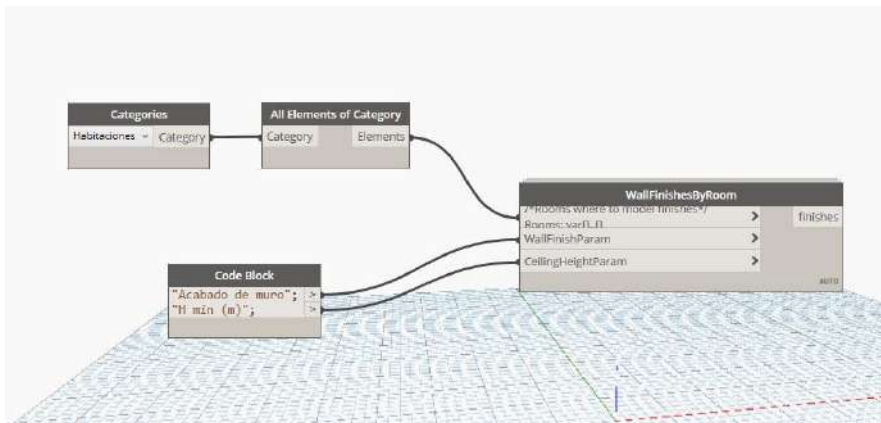 Categories
Habitaciones
Category
All Elements of Category
Category
Elements
WallFinishesByRoom
/*Rooms where to model finishes*/
Rooms: var[]..[]
>
finishes
WallFinishParam
CeilingHeightParam
>
AUTO
Code Block
"Acabado de muro"; >
"H min (m)"; >